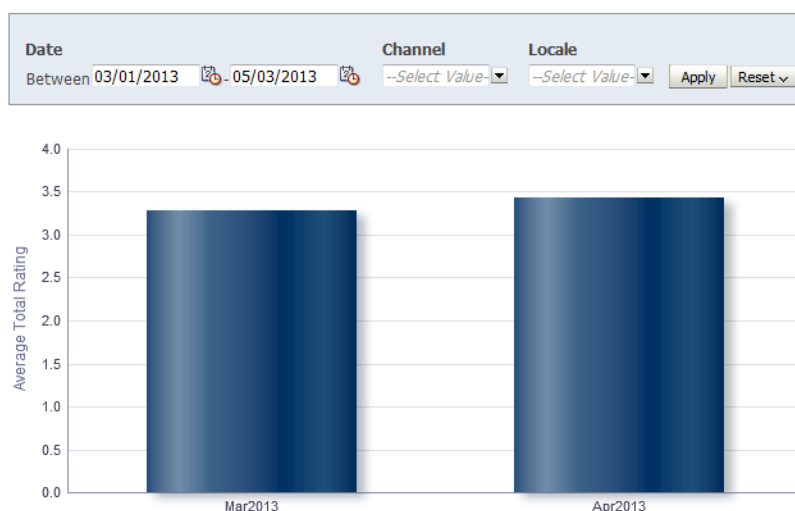 Date Channel Locale
Between 03/01/2013 - 05/03/2013 --Select Value- --Select Value- Apply Reset
4.0
3.5
3.0
2.5
2.0
1.5
1.0
0.5
0.0
Average Total Rating
Mar2013 Apr2013